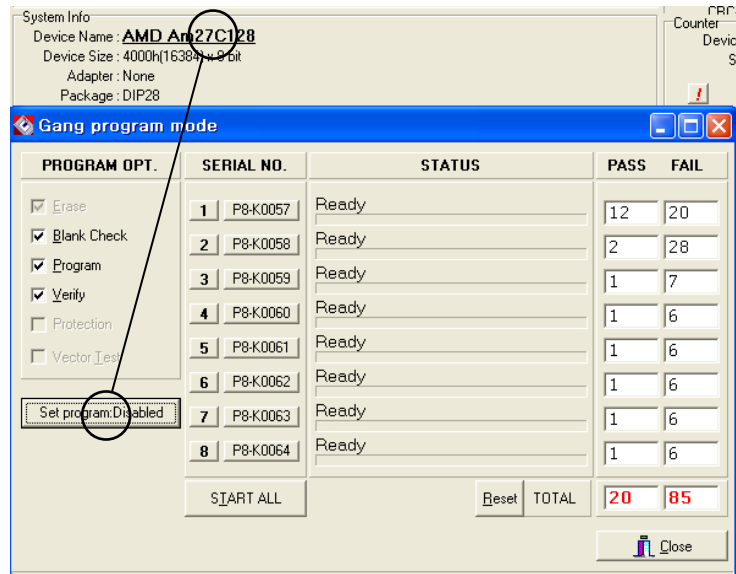 System Info
Device Name : AMD Am27C128
Device Size : 4000h(16384) x 8 bit
Adapter : None
Package : DIP28
Counter
!
Gang program mode
PROGRAM OPT. SERIAL NO. STATUS PASS FAIL
Erase
Blank Check
Program
Verify
Protection
Vector Test
Set program:Disabled
1 P8-K0057 Ready 12 20
2 P8-K0058 Ready 2 28
3 P8-K0059 Ready 1 7
4 P8-K0060 Ready 1 6
5 P8-K0061 Ready 1 6
6 P8-K0062 Ready 1 6
7 P8-K0063 Ready 1 6
8 P8-K0064 Ready 1 6
START ALL Reset TOTAL 20 85
Close